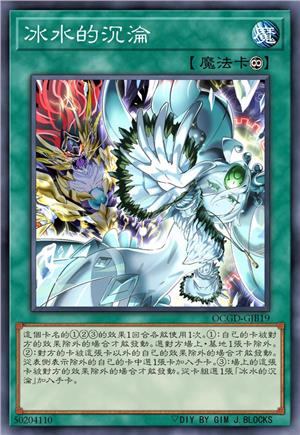 冰水的沉淪
魔
【魔法卡】
OCGD-GJB19
這個卡名的①②③的效果1回合各能使用1次。①:自己的卡被對
方的效果除外的場合才能發動。選對方場上・墓地1張卡除外。
②:對方的卡被這張卡以外的自己的效果除外的場合才能發動。
從表側表示除外的自己的卡中選1張卡加入手卡。③:場上的這張
卡被對方的效果除外的場合才能發動。從卡組選1張「冰水的沉
淪」加入手卡。
50204110
DIY BY GIM J.BLOCKS